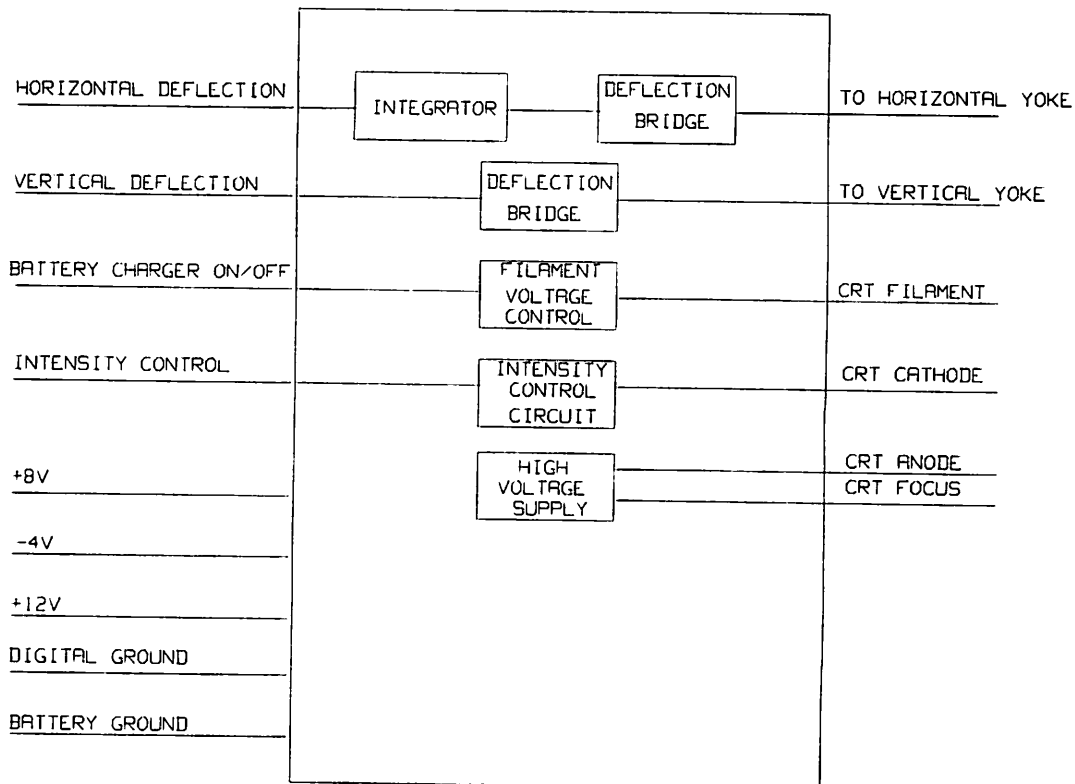 HORIZONTAL DEFLECTION
INTEGRATOR
DEFLECTION
BRIDGE
TO HORIZONTAL YOKE
VERTICAL DEFLECTION
DEFLECTION
BRIDGE
TO VERTICAL YOKE
BATTERY CHARGER ON/OFF
FILAMENT
VOLTAGE
CONTROL
CRT FILAMENT
INTENSITY CONTROL
INTENSITY
CONTROL
CIRCUIT
CRT CATHODE
HIGH
VOLTAGE
SUPPLY
CRT ANODE
CRT FOCUS
+8V
-4V
+12V
DIGITAL GROUND
BATTERY GROUND